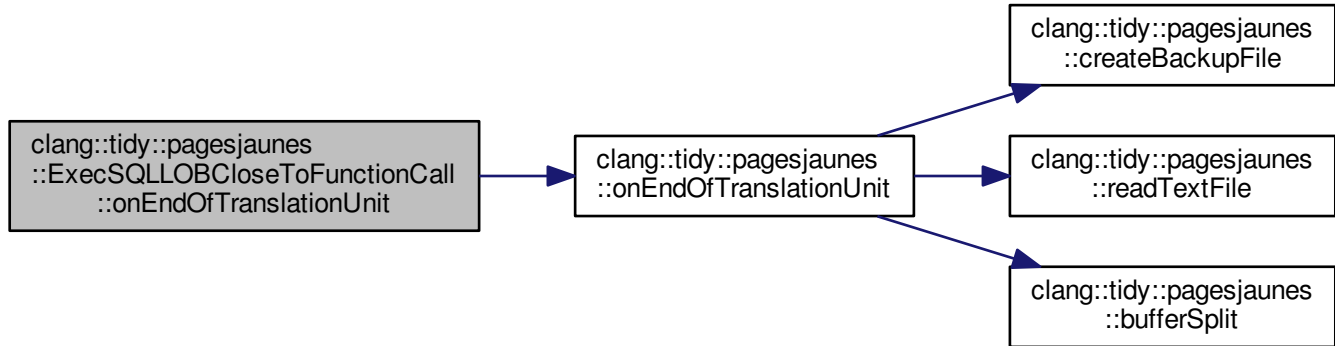 clang::tidy::pagesjaunes
::ExecSQLLOBCloseToFunctionCall
::onEndOfTranslationUnit
clang::tidy::pagesjaunes
::onEndOfTranslationUnit
clang::tidy::pagesjaunes
::createBackupFile
clang::tidy::pagesjaunes
::readTextFile
clang::tidy::pagesjaunes
::bufferSplit